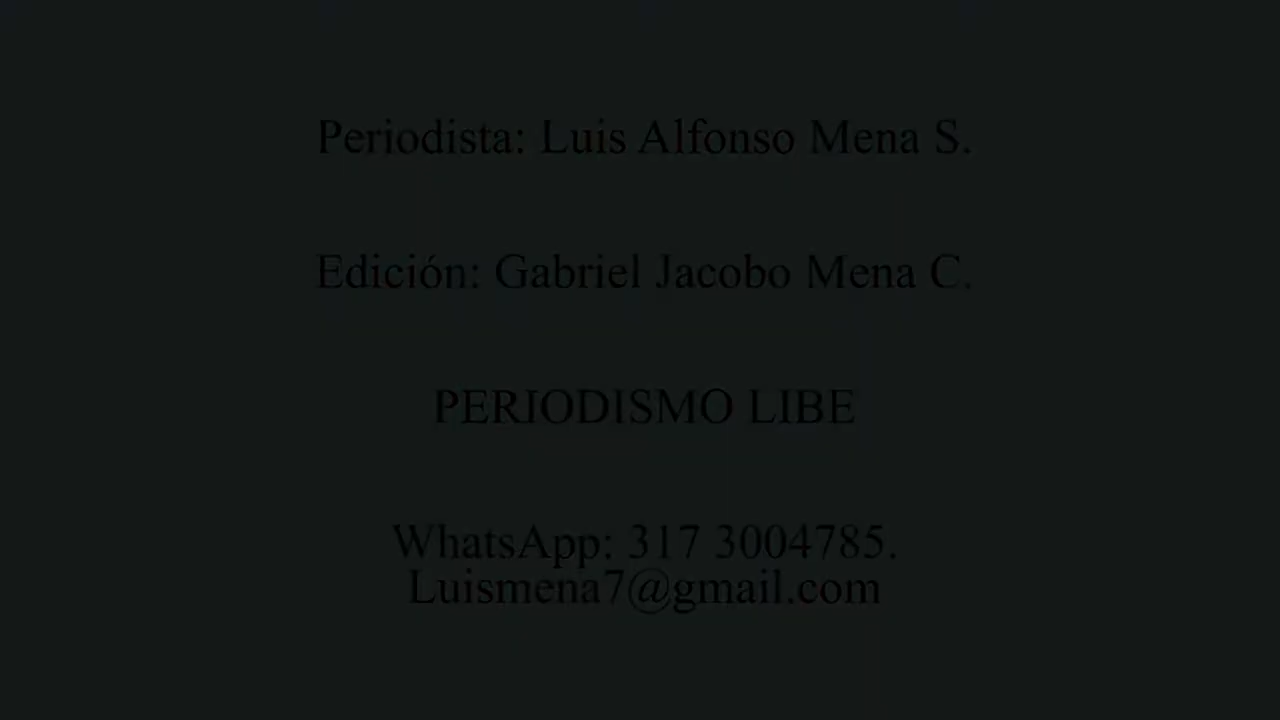 Periodista: Luis Alfonso Mena S.
Edición: Gabriel Jacobo Mena C.
PERIODISMO LIBE
WhatsApp: 317 3004785.
Luismena7@gmail.com